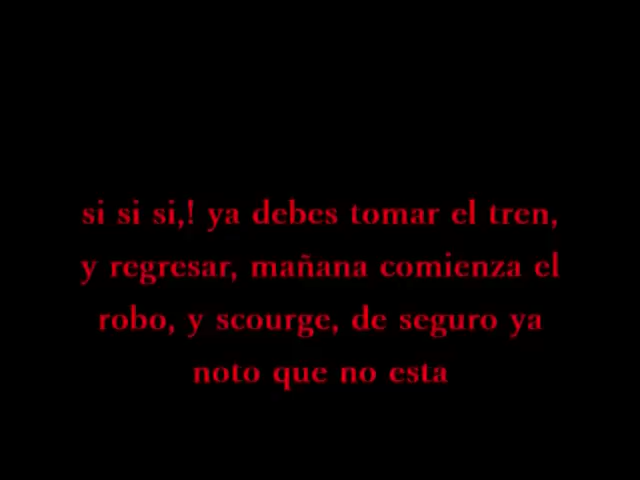 si si si,! ya debes tomar el tren,
y regresar, mañana comienza el
robo, y scourge, de seguro ya
noto que no esta